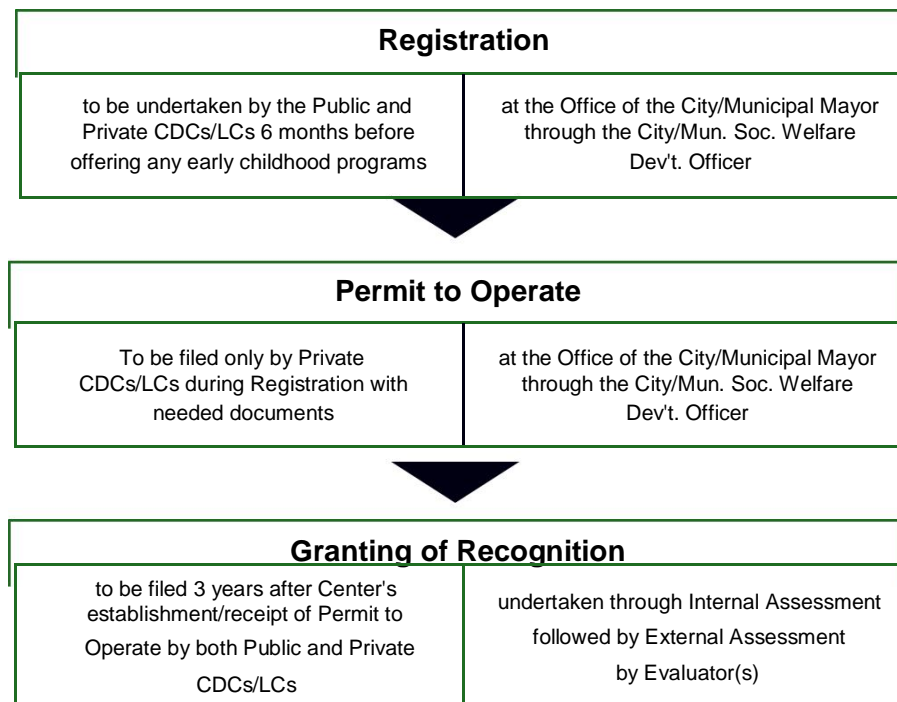 Registration
to be undertaken by the Public and
Private CDCs/LCs 6 months before
offering any early childhood programs
at the Office of the City/Municipal Mayor
through the City/Mun. Soc. Welfare
Dev't. Officer
Permit to Operate
To be filed only by Private
CDCs/LCs during Registration with
needed documents
at the Office of the City/Municipal Mayor
through the City/Mun. Soc. Welfare
Dev't. Officer
Granting of Recognition
to be filed 3 years after Center's
establishment/receipt of Permit to
Operate by both Public and Private
CDCs/LCs
undertaken through Internal Assessment
followed by External Assessment
by Evaluator(s)